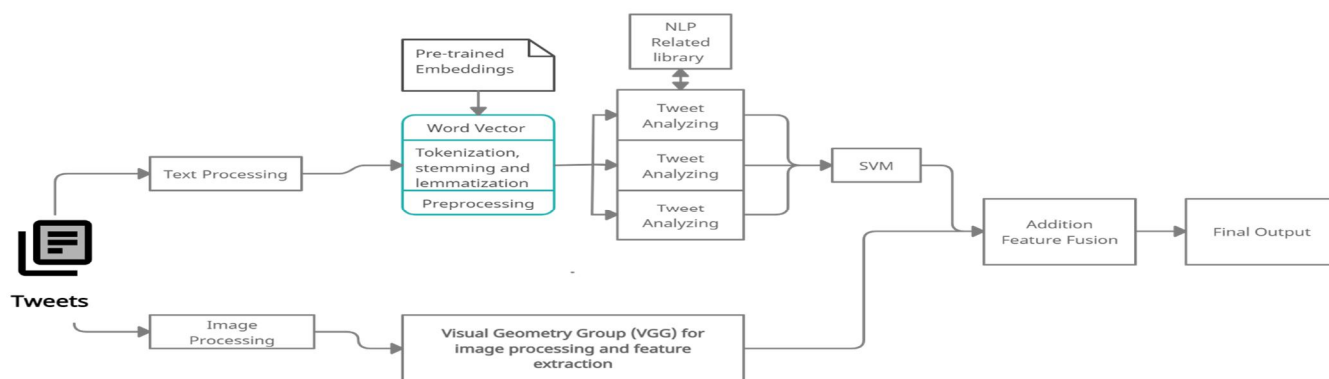 NLP
Related
library
Pre-trained
Embeddings
Word Vector
Tokenization,
stemming and
lemmatization
Preprocessing
Tweet
Analyzing
Tweet
Analyzing
Tweet
Analyzing
Text Processing
SVM
Addition
Feature Fusion
Final Output
Tweets
Image
Processing
Visual Geometry Group (VGG) for
image processing and feature
extraction